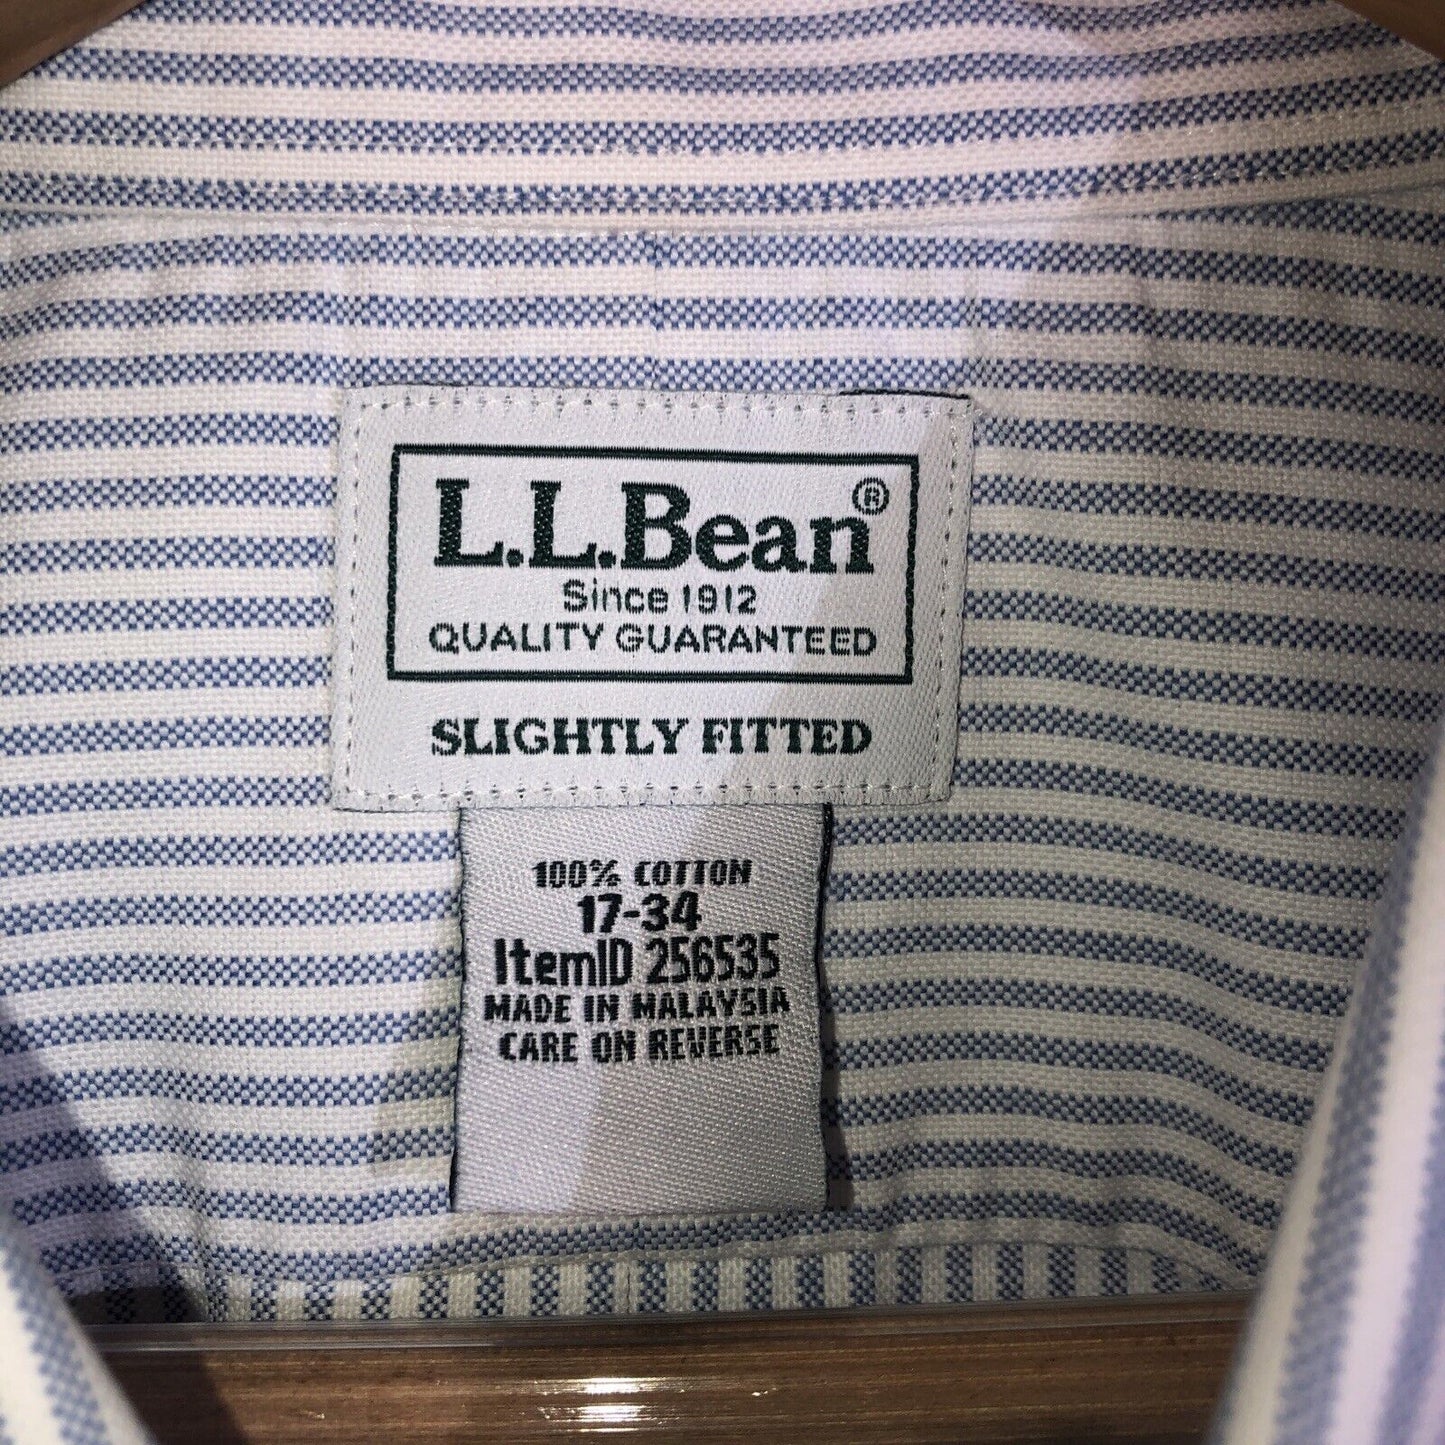 L.L.Bean®
Since 1912
QUALITY GUARANTEED
SLIGHTLY FITTED
100% COTTON
17-34
ItemID 256535
MADE IN MALAYSIA
CARE ON REVERSE